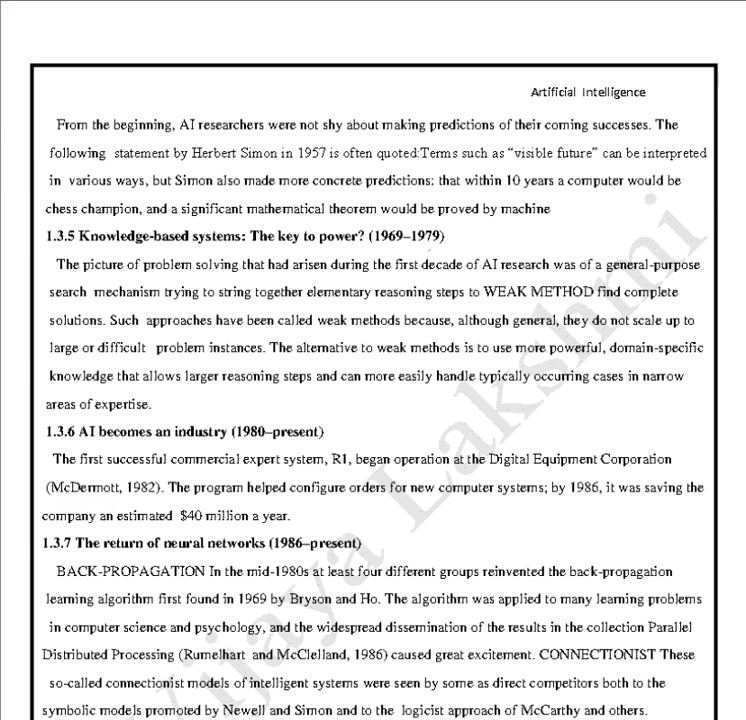 Artificial Intelligence
From the beginning, AI researchers were not shy about making predictions of their coming successes. The
following statement by Herbert Simon in 1957 is often quoted:Terms such as “visible future” can be interpreted
in various ways, but Simon also made more concrete predictions: that within 10 years a computer would be
chess champion, and a significant mathematical theorem would be proved by machine
1.3.5 Knowledge-based systems: The key to power? (1969–1979)
The picture of problem solving that had arisen during the first decade of AI research was of a general-purpose
search mechanism trying to string together elementary reasoning steps to WEAK METHOD find complete
solutions. Such approaches have been called weak methods because, although general, they do not scale up to
large or difficult problem instances. The alternative to weak methods is to use more powerful, domain-specific
knowledge that allows larger reasoning steps and can more easily handle typically occurring cases in narrow
areas of expertise.
1.3.6 AI becomes an industry (1980–present)
The first successful commercial expert system, R1, began operation at the Digital Equipment Corporation
(McDermott, 1982). The program helped configure orders for new computer systems; by 1986, it was saving the
company an estimated $40 million a year.
1.3.7 The return of neural networks (1986–present)
BACK-PROPAGATION In the mid-1980s at least four different groups reinvented the back-propagation
learning algorithm first found in 1969 by Bryson and Ho. The algorithm was applied to many learning problems
in computer science and psychology, and the widespread dissemination of the results in the collection Parallel
Distributed Processing (Rumelhart and McClelland, 1986) caused great excitement. CONNECTIONIST These
so-called connectionist models of intelligent systems were seen by some as direct competitors both to the
symbolic models promoted by Newell and Simon and to the logicist approach of McCarthy and others.
Vijaya Lakshmi